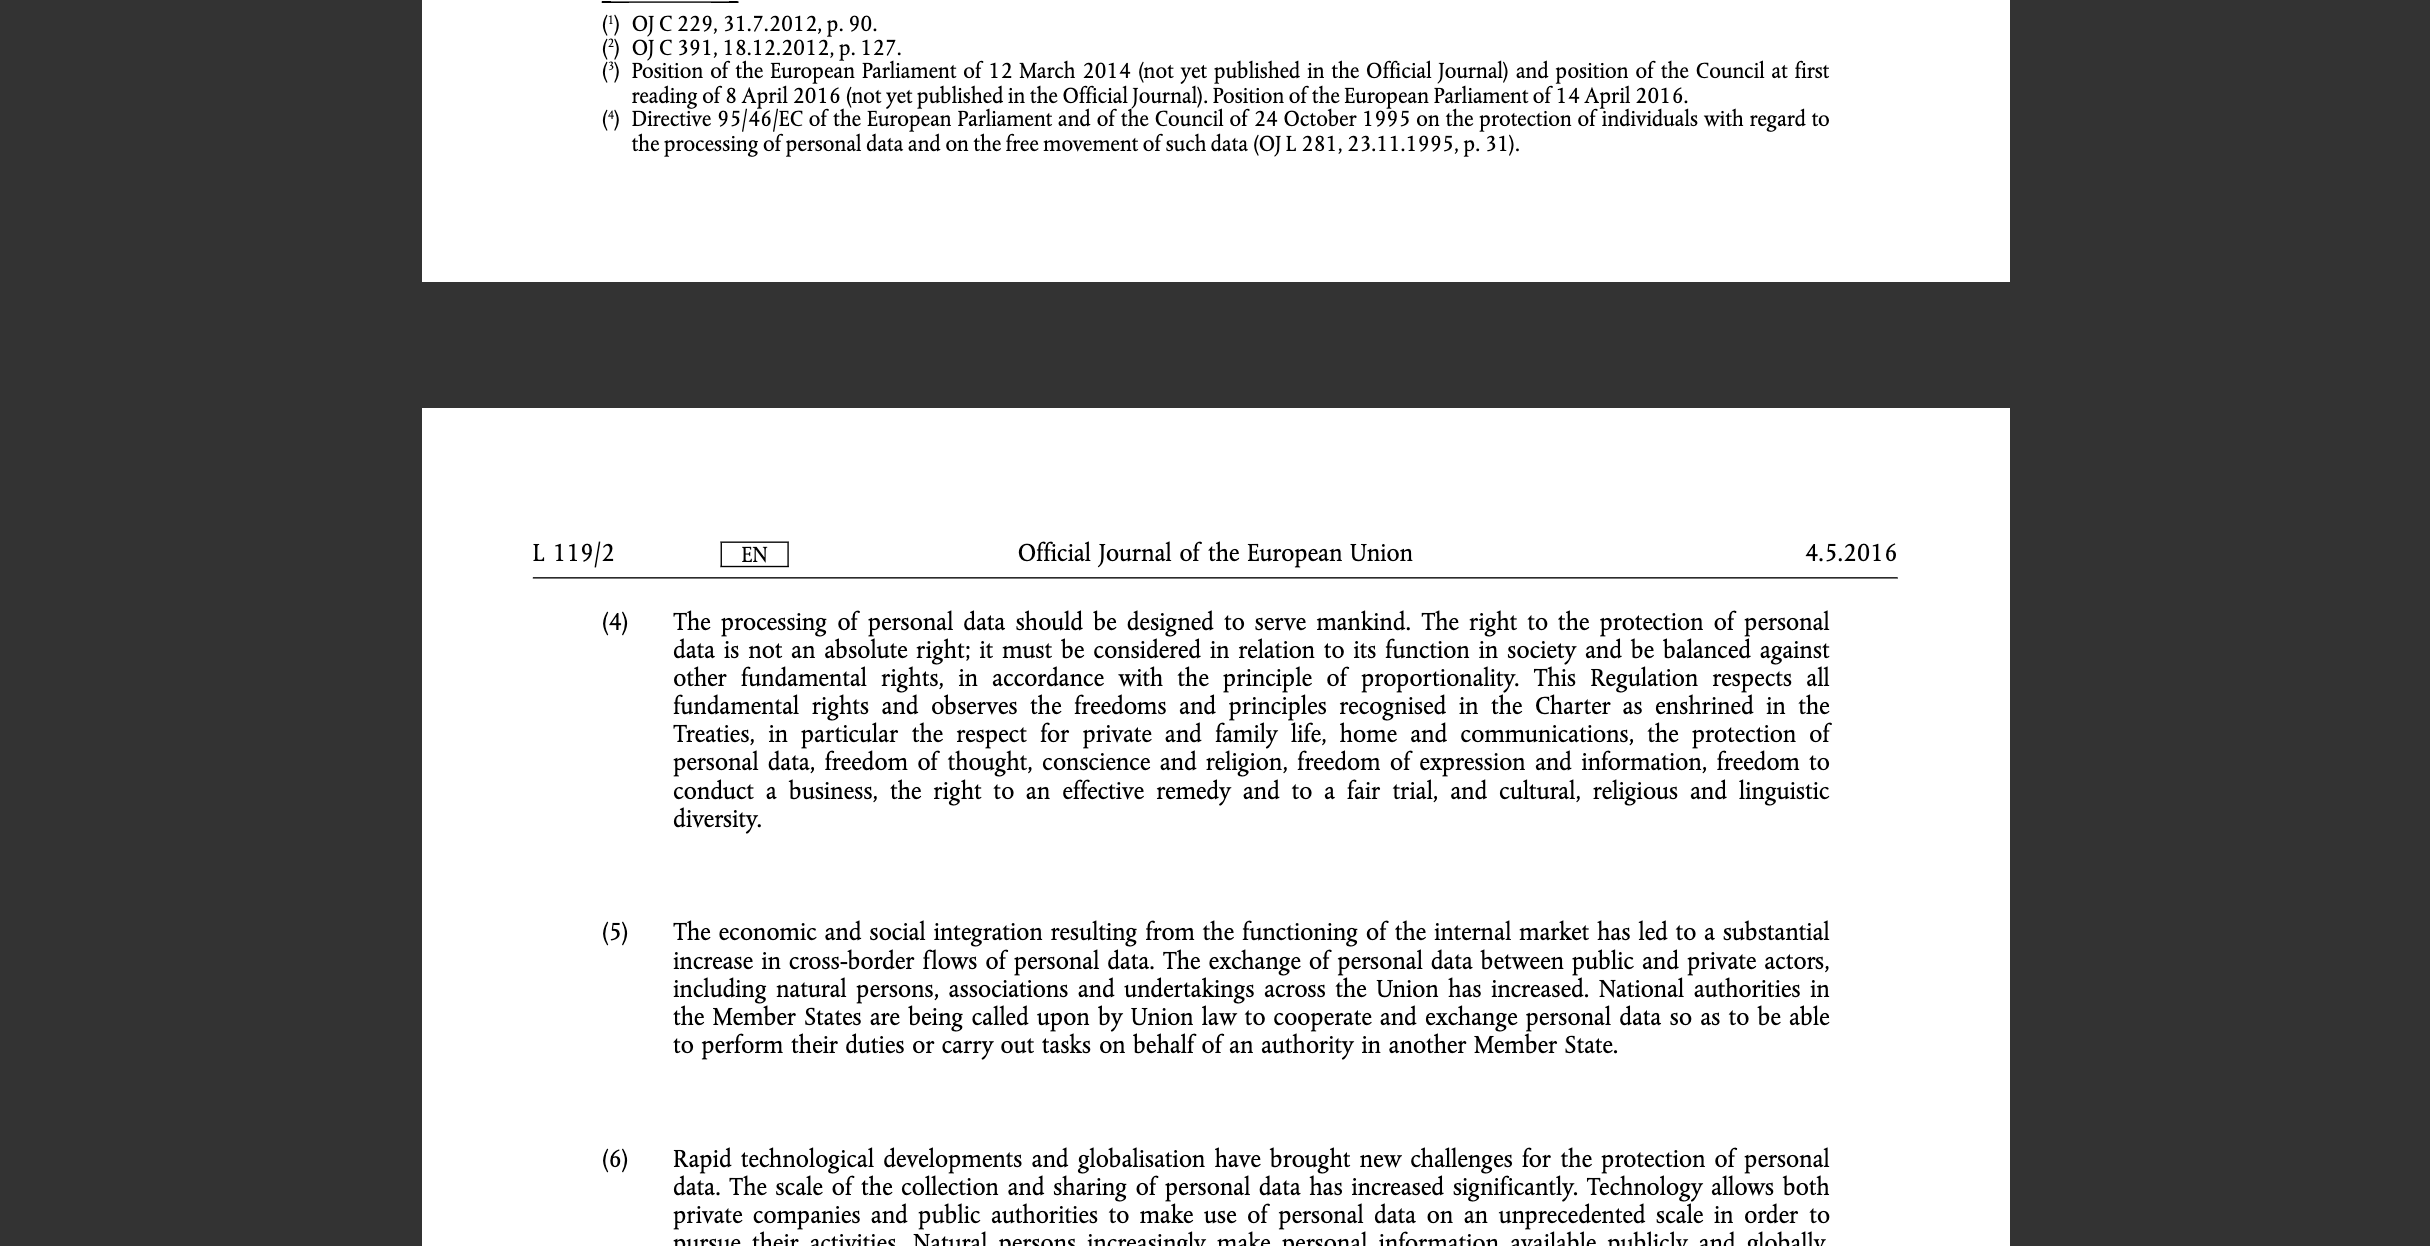 (1) OJ C 229, 31.7.2012, p. 90.
(2) OJ C 391, 18.12.2012, p. 127.
(3) Position of the European Parliament of 12 March 2014 (not yet published in the Official Journal) and position of the Council at first
reading of 8 April 2016 (not yet published in the Official Journal). Position of the European Parliament of 14 April 2016.
(4) Directive 95/46/EC of the European Parliament and of the Council of 24 October 1995 on the protection of individuals with regard to
the processing of personal data and on the free movement of such data (OJ L 281, 23.11.1995, p. 31).
L 119/2 EN Official Journal of the European Union 4.5.2016
(4) The processing of personal data should be designed to serve mankind. The right to the protection of personal
data is not an absolute right; it must be considered in relation to its function in society and be balanced against
other fundamental rights, in accordance with the principle of proportionality. This Regulation respects all
fundamental rights and observes the freedoms and principles recognised in the Charter as enshrined in the
Treaties, in particular the respect for private and family life, home and communications, the protection of
personal data, freedom of thought, conscience and religion, freedom of expression and information, freedom to
conduct a business, the right to an effective remedy and to a fair trial, and cultural, religious and linguistic
diversity.
(5) The economic and social integration resulting from the functioning of the internal market has led to a substantial
increase in cross-border flows of personal data. The exchange of personal data between public and private actors,
including natural persons, associations and undertakings across the Union has increased. National authorities in
the Member States are being called upon by Union law to cooperate and exchange personal data so as to be able
to perform their duties or carry out tasks on behalf of an authority in another Member State.
(6) Rapid technological developments and globalisation have brought new challenges for the protection of personal
data. The scale of the collection and sharing of personal data has increased significantly. Technology allows both
private companies and public authorities to make use of personal data on an unprecedented scale in order to
pursue their activities. Natural persons increasingly make personal information available publicly and globally.